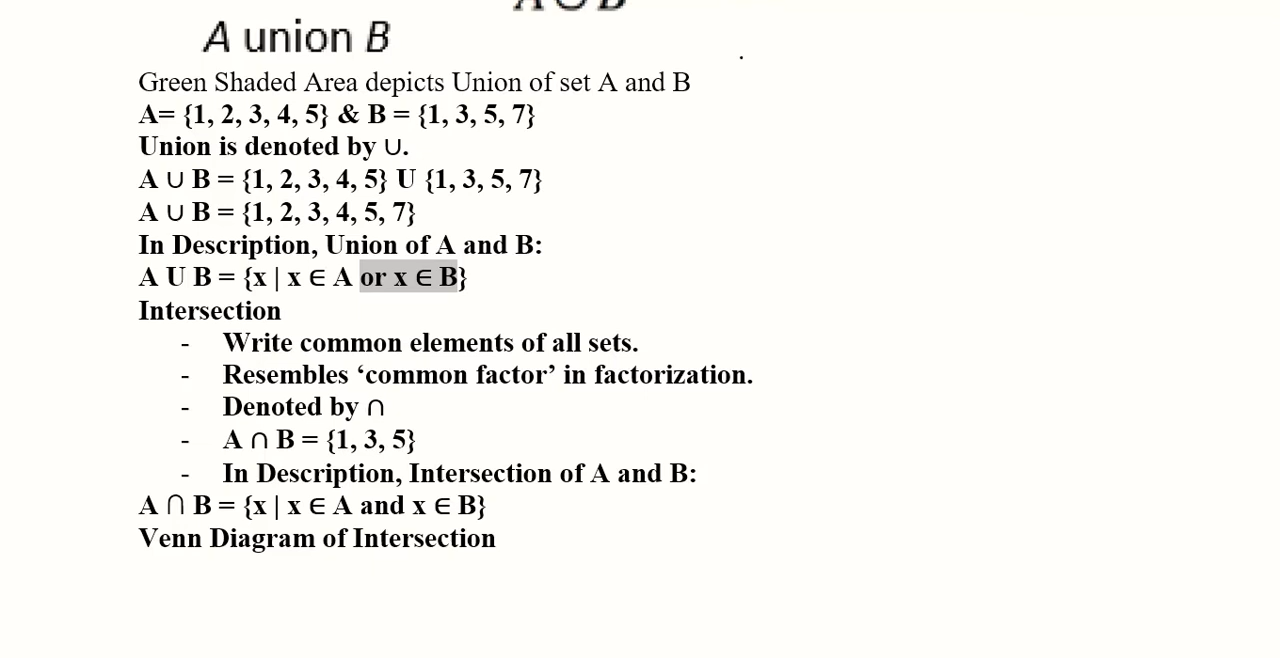 A ∪ B
A union B
Green Shaded Area depicts Union of set A and B
A= {1, 2, 3, 4, 5} & B = {1, 3, 5, 7}
Union is denoted by ∪.
A ∪ B = {1, 2, 3, 4, 5} U {1, 3, 5, 7}
A ∪ B = {1, 2, 3, 4, 5, 7}
In Description, Union of A and B:
A U B = {x | x ∈ A or x ∈ B}
Intersection
- Write common elements of all sets.
- Resembles ‘common factor’ in factorization.
- Denoted by ∩
- A ∩ B = {1, 3, 5}
- In Description, Intersection of A and B:
A ⋂ B = {x | x ∈ A and x ∈ B}
Venn Diagram of Intersection